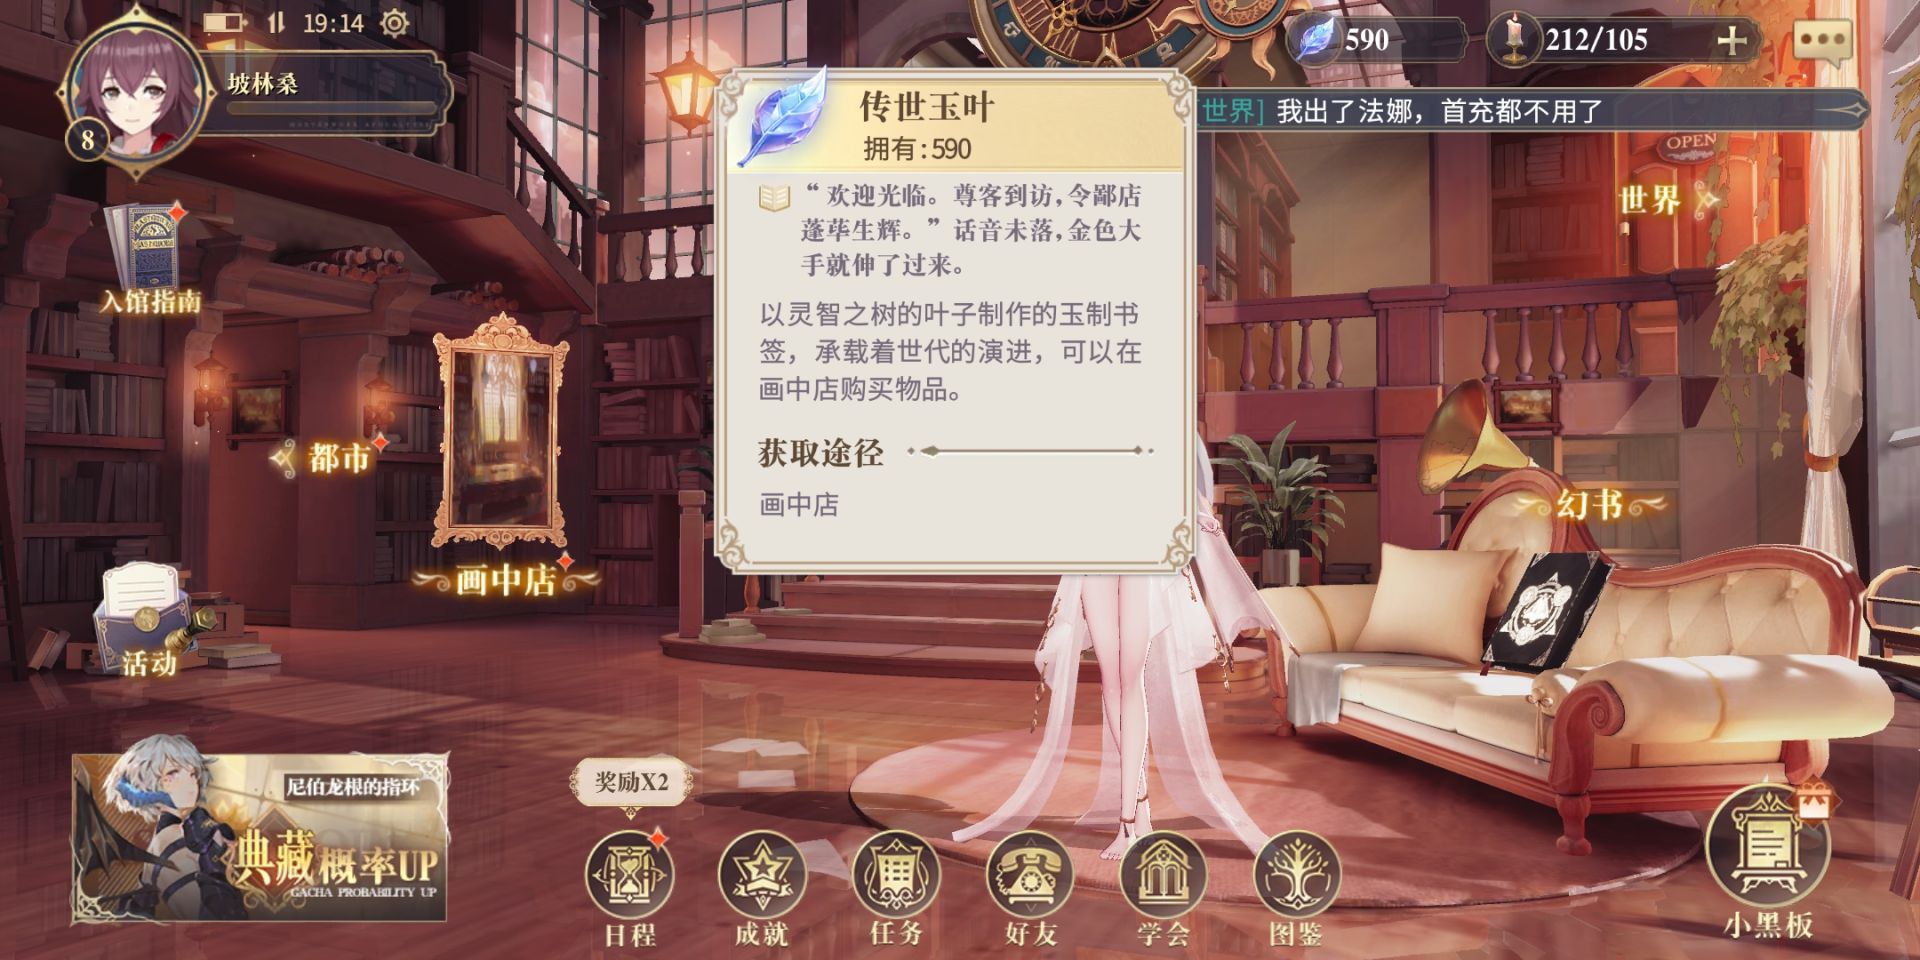 19:14
坡林桑
8
590
212/105
[世界] 我出了法娜，首充都不用了
传世玉叶
拥有:590
“欢迎光临。尊客到访，令鄙店
蓬荜生辉。”话音未落，金色大
手就伸了过来。
以灵智之树的叶子制作的玉制书
签，承载着世代的演进，可以在
画中店购买物品。
获取途径
画中店
OPEN
世界
入馆指南
都市
画中店
幻书
活动
尼伯龙根的指环
典藏概率UP
GACHA PROBABILITY UP
奖励X2
日程
成就
任务
好友
学会
图鉴
小黑板